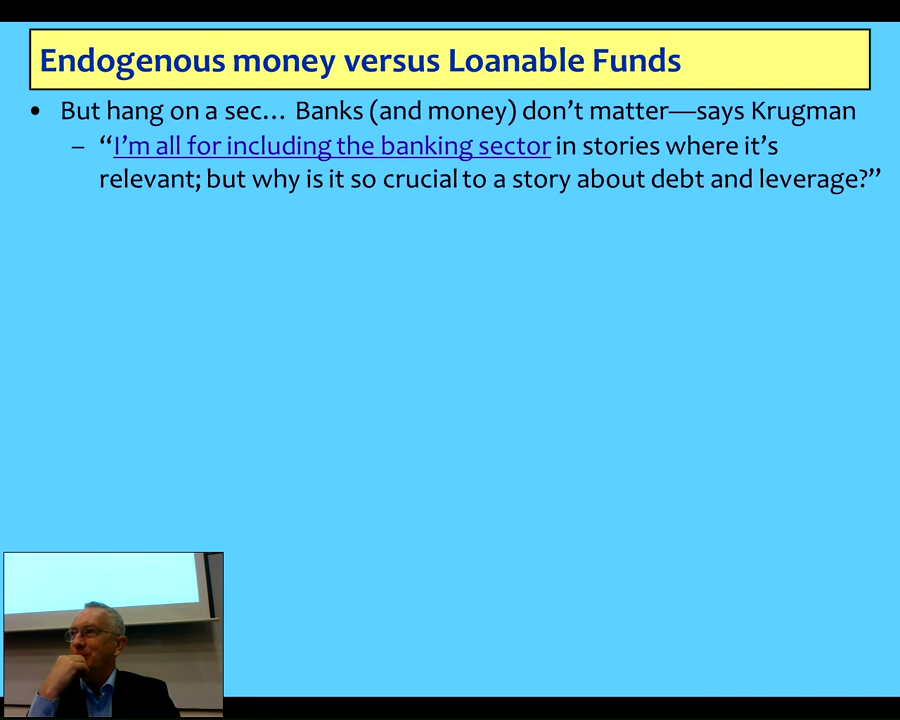 Endogenous money versus Loanable Funds
• But hang on a sec… Banks (and money) don’t matter—says Krugman
– “I’m all for including the banking sector in stories where it’s
relevant; but why is it so crucial to a story about debt and leverage?”